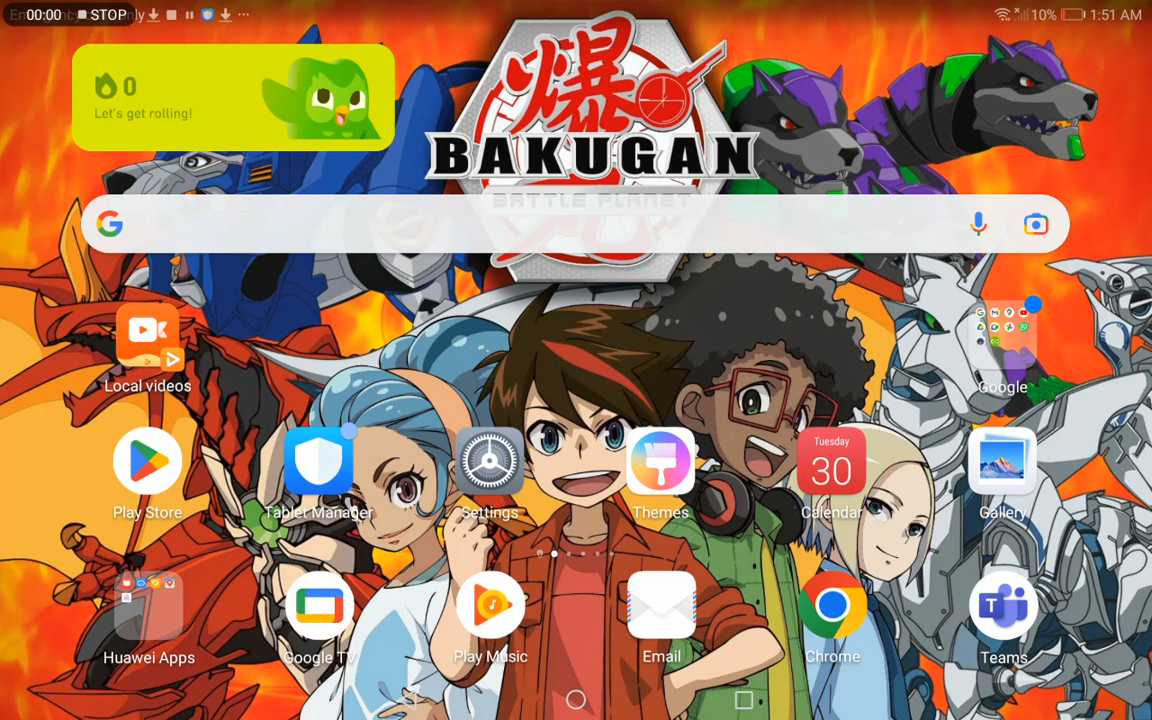 00:00 STOP
10% 1:51 AM
0
Let's get rolling!
爆
BAKUGAN
BATTLE PLANET
Local videos
Google
Play Store
Tablet Manager
Settings
Themes
Tuesday
30
Calendar
Gallery
Huawei Apps
Google TV
Play Music
Email
Chrome
T
Teams